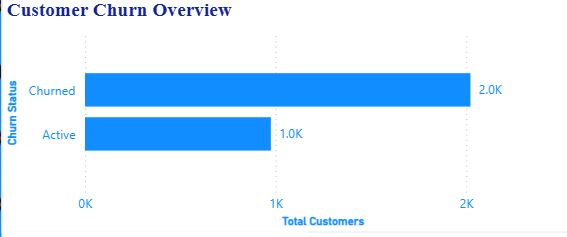 Customer Churn Overview
Churn Status
Churned
2.0K
Active
1.0K
0K
1K
2K
Total Customers